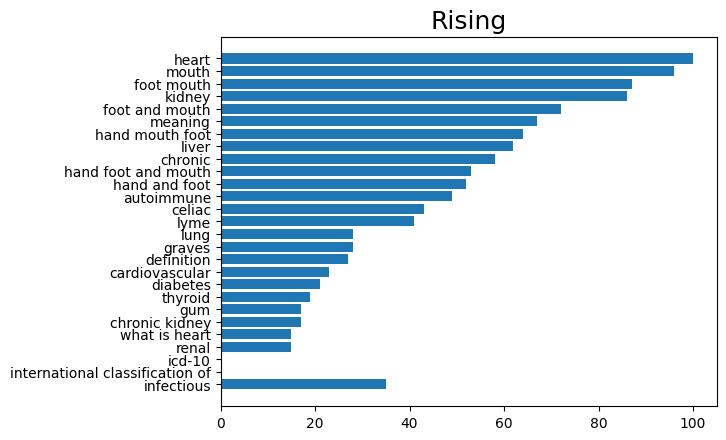 Rising
heart
mouth
foot mouth
kidney
foot and mouth
meaning
hand mouth foot
liver
chronic
hand foot and mouth
hand and foot
autoimmune
celiac
lyme
lung
graves
definition
cardiovascular
diabetes
thyroid
gum
chronic kidney
what is heart
renal
icd-10
international classification of
infectious
0 20 40 60 80 100